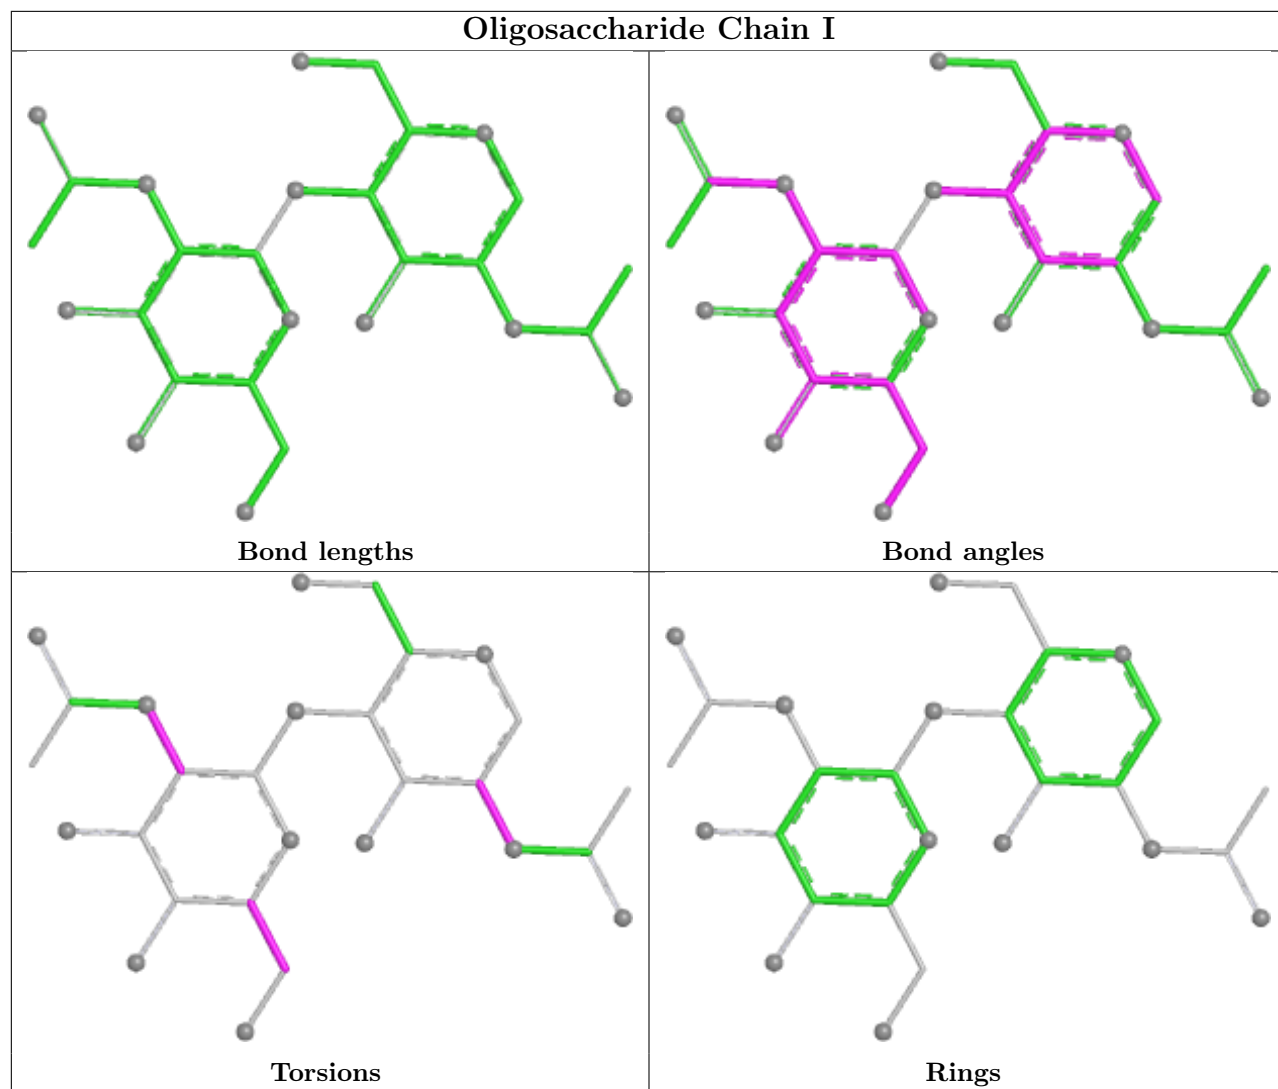 Oligosaccharide Chain I
Bond lengths
Bond angles
Torsions
Rings